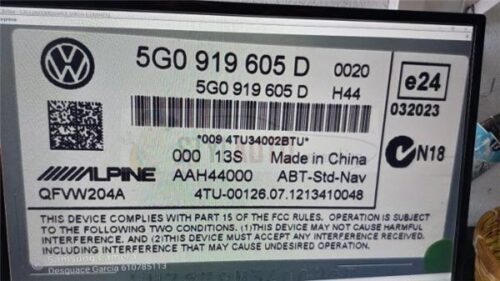 5G0 919 605 D 0020
5G0 919 605 D H44
e24
032023
*009 4TU34002BTU*
000 13S Made in China
N18
ALPINE AAH44000 ABT-Std-Nav
QFVW204A 4TU-00126.07.1213410048
THIS DEVICE COMPLIES WITH PART 15 OF THE FCC RULES. OPERATION IS SUBJECT
TO THE FOLLOWING TWO CONDITIONS. (1)THIS DEVICE MAY NOT CAUSE HARMFUL
INTERFERENCE. AND (2)THIS DEVICE MUST ACCEPT ANY INTERFERENCE RECEIVED.
INCLUDING INTERFERENCE THAT MAY CAUSE UNDESIRED OPERATION.
Desguace Garcia 610785113